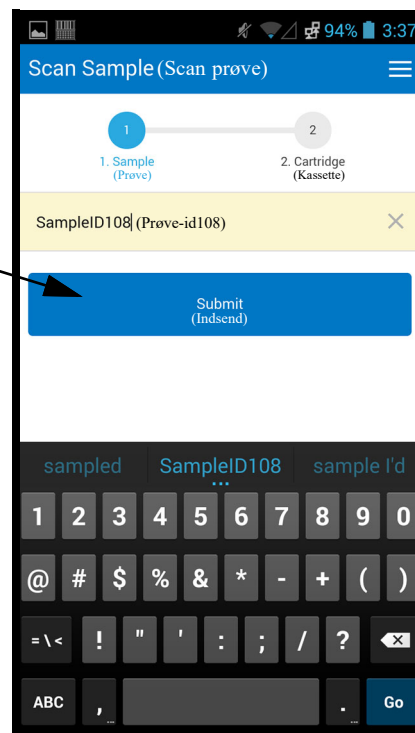 94% 3:37
Scan Sample (Scan prøve)
1 2
1. Sample 2. Cartridge
(Prøve) (Kassette)
SampleID108 (Prøve-id108)
Submit
(Indsend)
sampled SampleID108 sample I'd
1 2 3 4 5 6 7 8 9 0
@ # $ % & * - + ( )
= \ < ! " ' : ; / ?
ABC , ... . ... Go